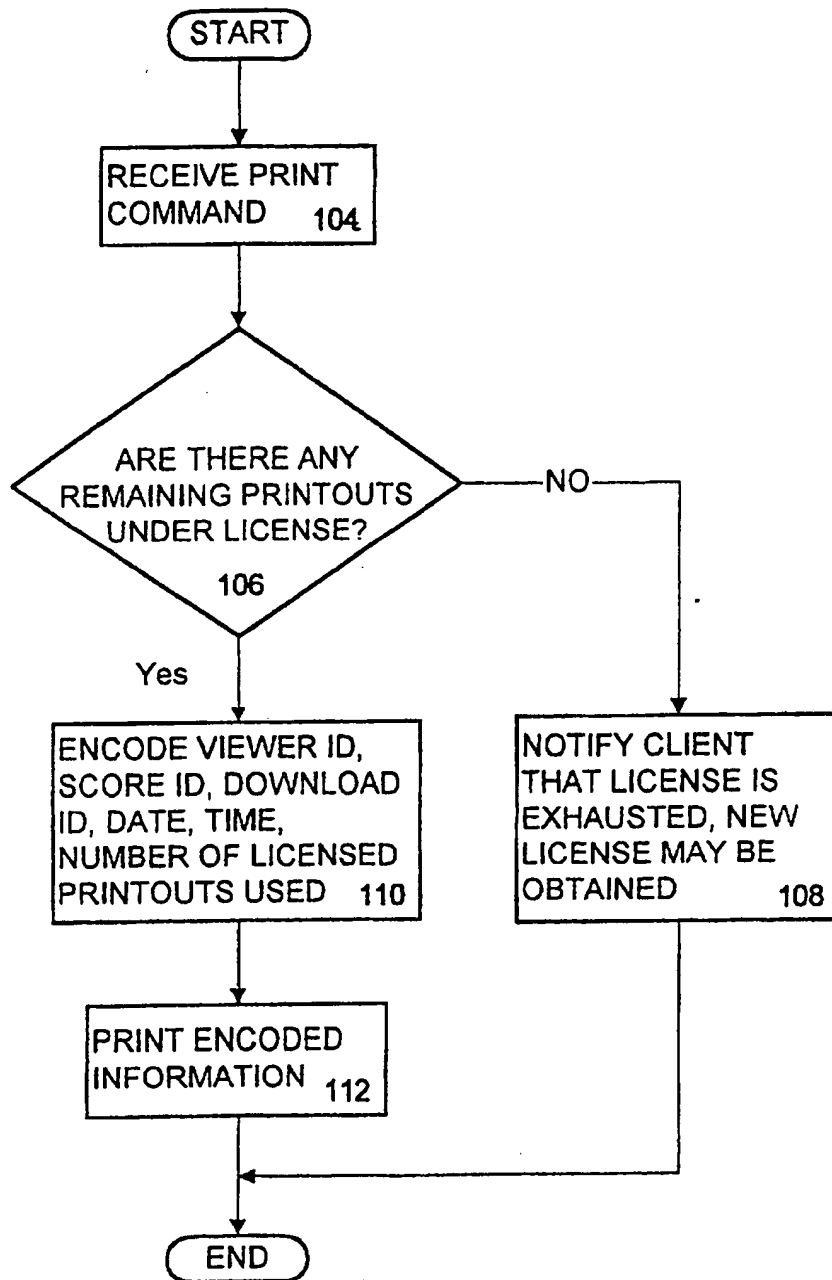 START
RECEIVE PRINT
COMMAND 104
ARE THERE ANY
REMAINING PRINTOUTS
UNDER LICENSE?
106
NO
Yes
ENCODE VIEWER ID,
SCORE ID, DOWNLOAD
ID, DATE, TIME,
NUMBER OF LICENSED
PRINTOUTS USED 110
NOTIFY CLIENT
THAT LICENSE IS
EXHAUSTED, NEW
LICENSE MAY BE
OBTAINED 108
PRINT ENCODED
INFORMATION 112
END